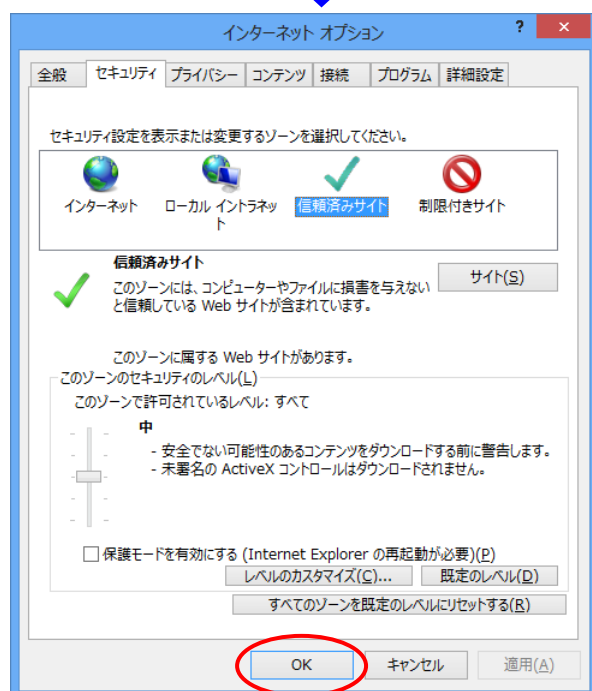 インターネット オプション
? ×
全般 セキュリティ プライバシー コンテンツ 接続 プログラム 詳細設定
セキュリティ設定を表示または変更するゾーンを選択してください。
インターネット ローカル イントラネッ 信頼済みサイト 制限付きサイト
ト
信頼済みサイト
このゾーンには、コンピューターやファイルに損害を与えない サイト(S)
と信頼している Web サイトが含まれています。
このゾーンに属する Web サイトがあります。
このゾーンのセキュリティのレベル(L)
このゾーンで許可されているレベル: すべて
中
- 安全でない可能性のあるコンテンツをダウンロードする前に警告します。
- 未署名の ActiveX コントロールはダウンロードされません。
保護モードを有効にする (Internet Explorer の再起動が必要)(P)
レベルのカスタマイズ(C)... 既定のレベル(D)
すべてのゾーンを既定のレベルにリセットする(R)
OK キャンセル 適用(A)